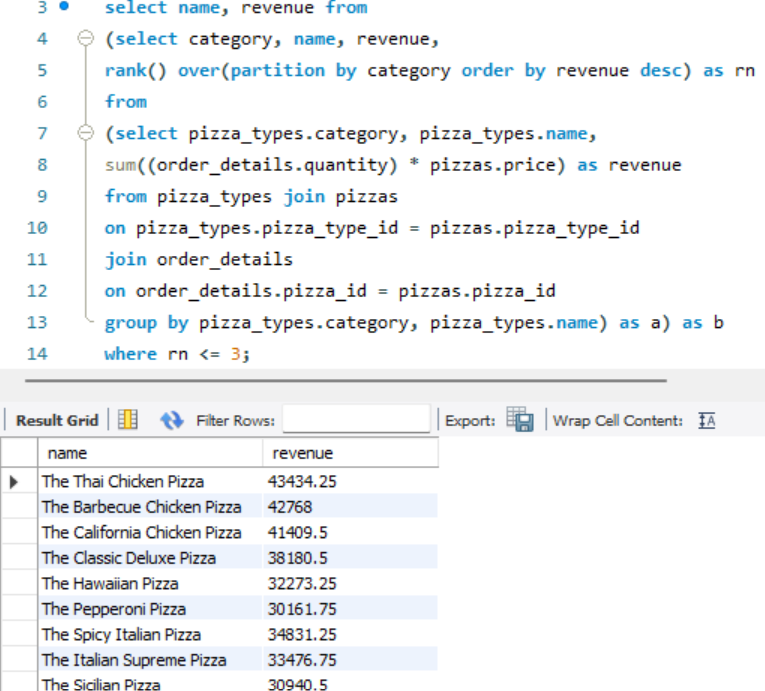 3 select name, revenue from
4 (select category, name, revenue,
5 rank() over(partition by category order by revenue desc) as rn
6 from
7 (select pizza_types.category, pizza_types.name,
8 sum((order_details.quantity) * pizzas.price) as revenue
9 from pizza_types join pizzas
10 on pizza_types.pizza_type_id = pizzas.pizza_type_id
11 join order_details
12 on order_details.pizza_id = pizzas.pizza_id
13 group by pizza_types.category, pizza_types.name) as a) as b
14 where rn <= 3;
Result Grid Filter Rows: Export: Wrap Cell Content:
name revenue
The Thai Chicken Pizza 43434.25
The Barbecue Chicken Pizza 42768
The California Chicken Pizza 41409.5
The Classic Deluxe Pizza 38180.5
The Hawaiian Pizza 32273.25
The Pepperoni Pizza 30161.75
The Spicy Italian Pizza 34831.25
The Italian Supreme Pizza 33476.75
The Sicilian Pizza 30940.5